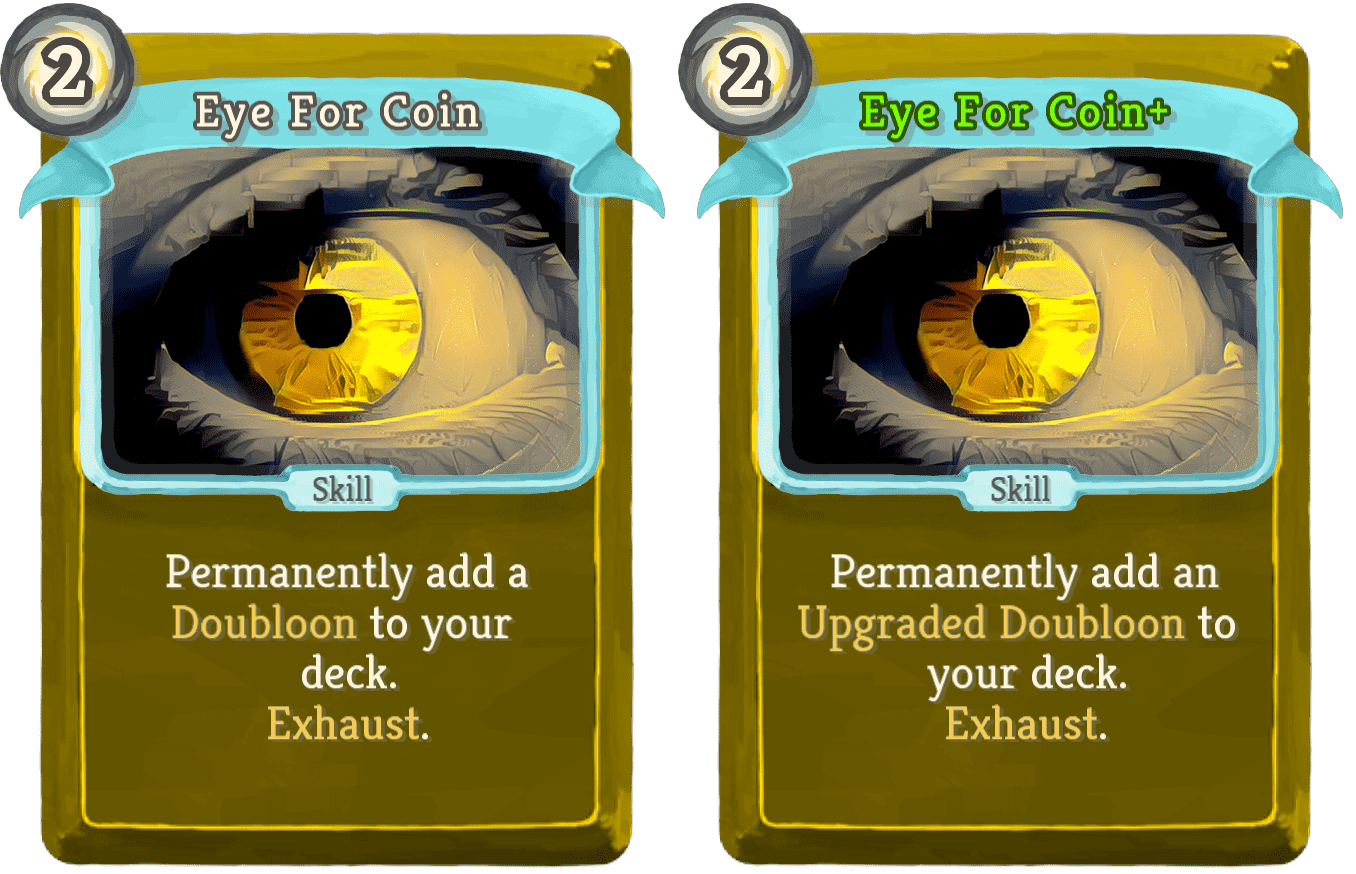 2
Eye For Coin
Skill
Permanently add a
Doubloon to your
deck.
Exhaust.
2
Eye For Coin+
Skill
Permanently add an
Upgraded Doubloon to
your deck.
Exhaust.